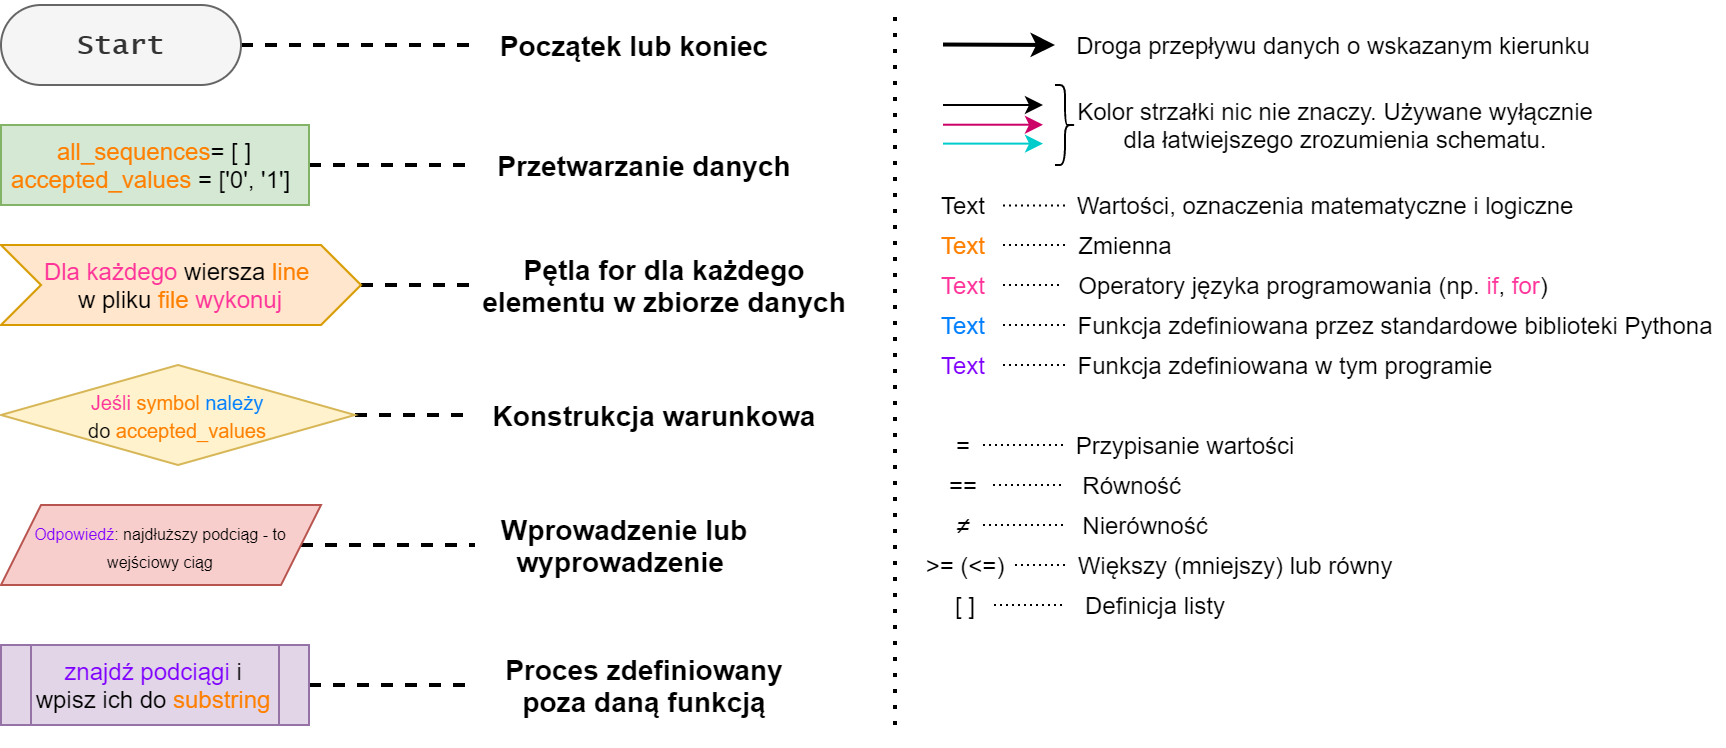 Start
Początek lub koniec
all_sequences= [ ]
accepted_values = ['0', '1']
Przetwarzanie danych
Dla każdego wiersza line
w pliku file wykonuj
Pętla for dla każdego
elementu w zbiorze danych
Jeśli symbol należy
do accepted_values
Konstrukcja warunkowa
Odpowiedź: najdłuższy podciąg - to
wejściowy ciąg
Wprowadzenie lub
wyprowadzenie
znajdź podciągi i
wpisz ich do substring
Proces zdefiniowany
poza daną funkcją
Droga przepływu danych o wskazanym kierunku
Kolor strzałki nic nie znaczy. Używane wyłącznie
dla łatwiejszego zrozumienia schematu.
Text Wartości, oznaczenia matematyczne i logiczne
Text Zmienna
Text Operatory języka programowania (np. if, for)
Text Funkcja zdefiniowana przez standardowe biblioteki Pythona
Text Funkcja zdefiniowana w tym programie
= Przypisanie wartości
== Równość
≠ Nierówność
>= (<=) Większy (mniejszy) lub równy
[ ] Definicja listy